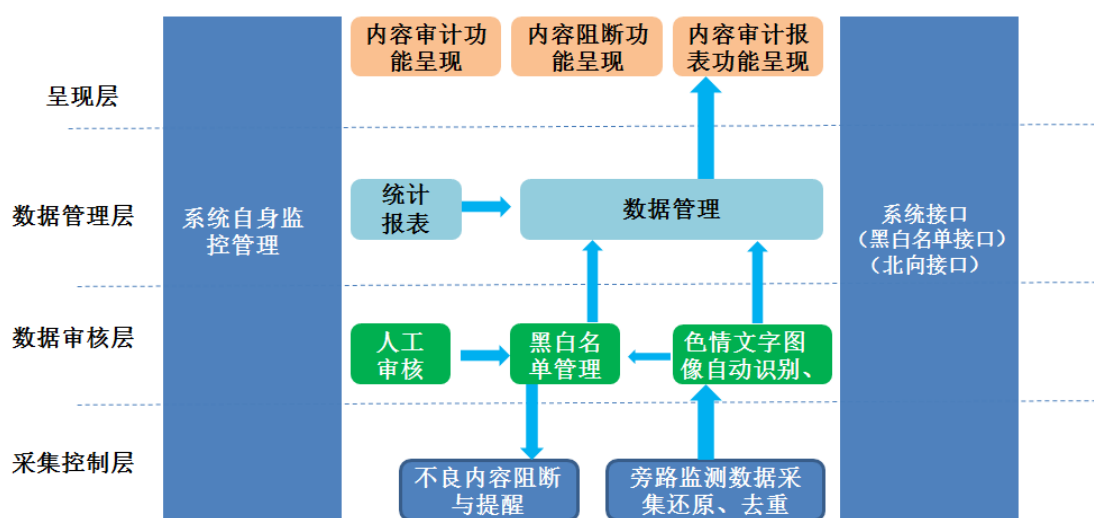 内容审计功
能呈现
内容阻断功
能呈现
内容审计报
表功能呈现
呈现层
数据管理层
系统自身监
控管理
统计
报表
数据管理
系统接口
（黑白名单接口）
（北向接口）
数据审核层
人工
审核
黑白名
单管理
色情文字图
像自动识别、
采集控制层
不良内容阻断
与提醒
旁路监测数据采
集还原、去重